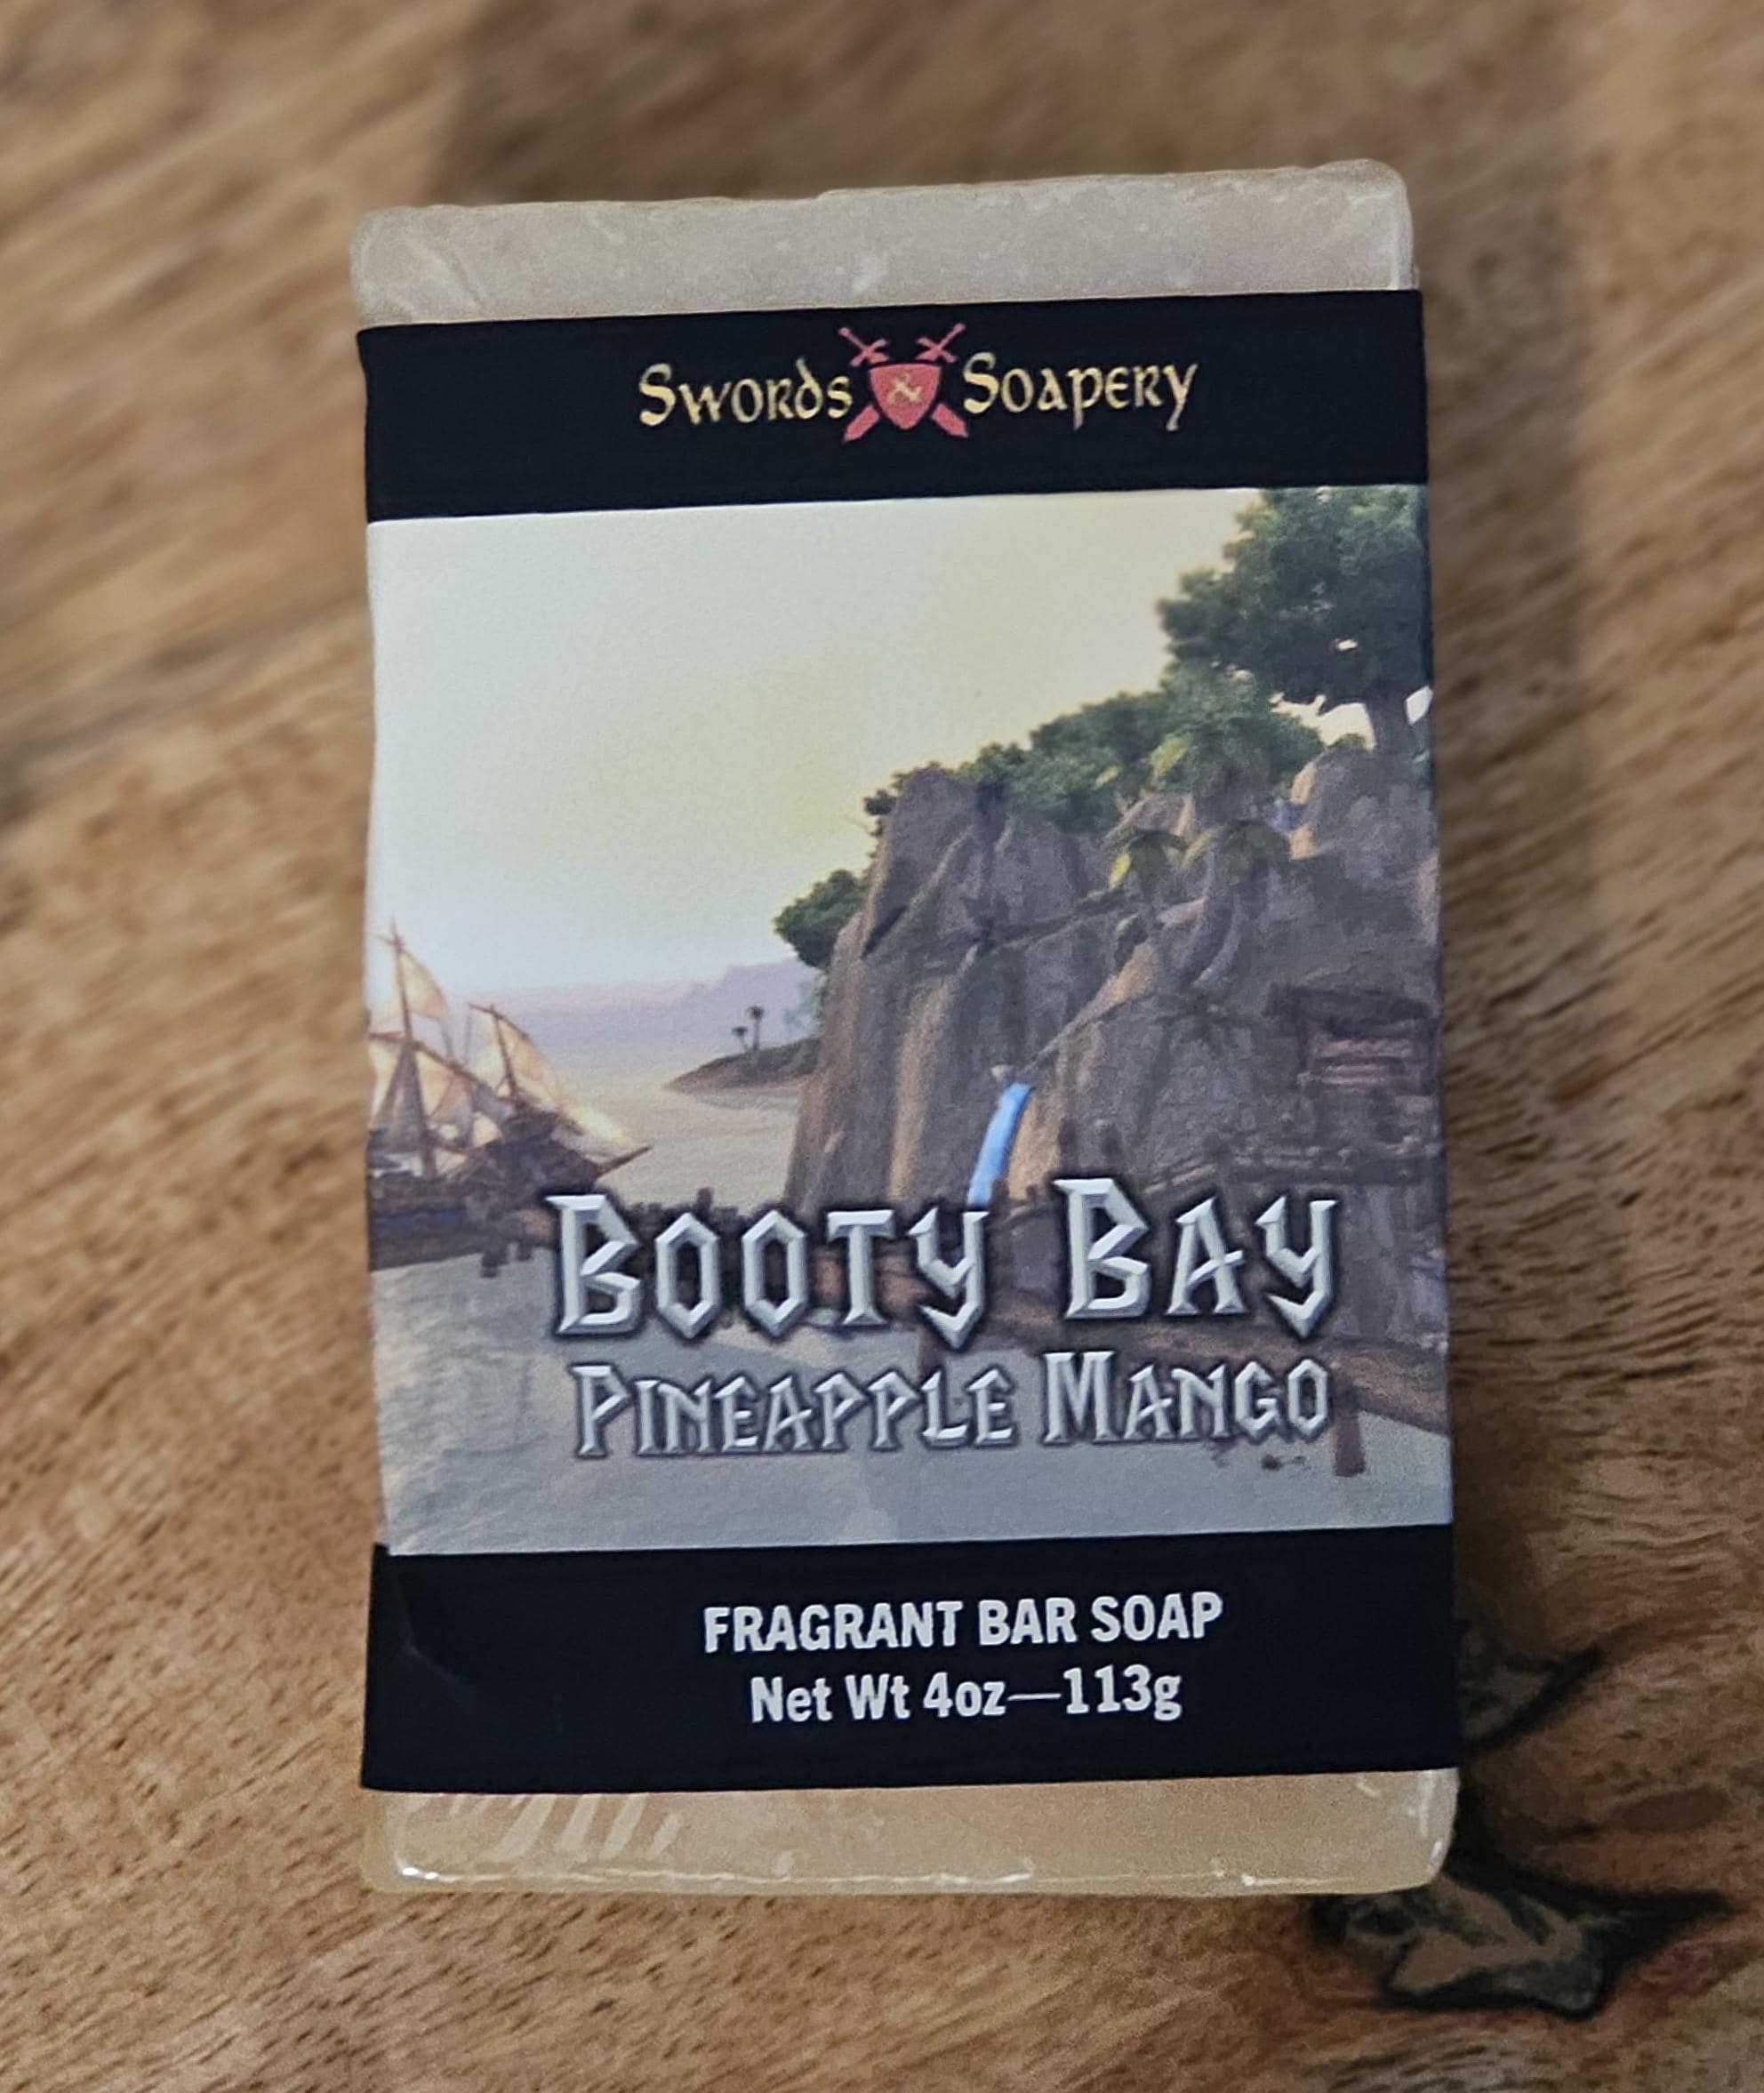 Swords & Soapery
Booty Bay
Pineapple Mango
FRAGRANT BAR SOAP
Net Wt 4oz—113g